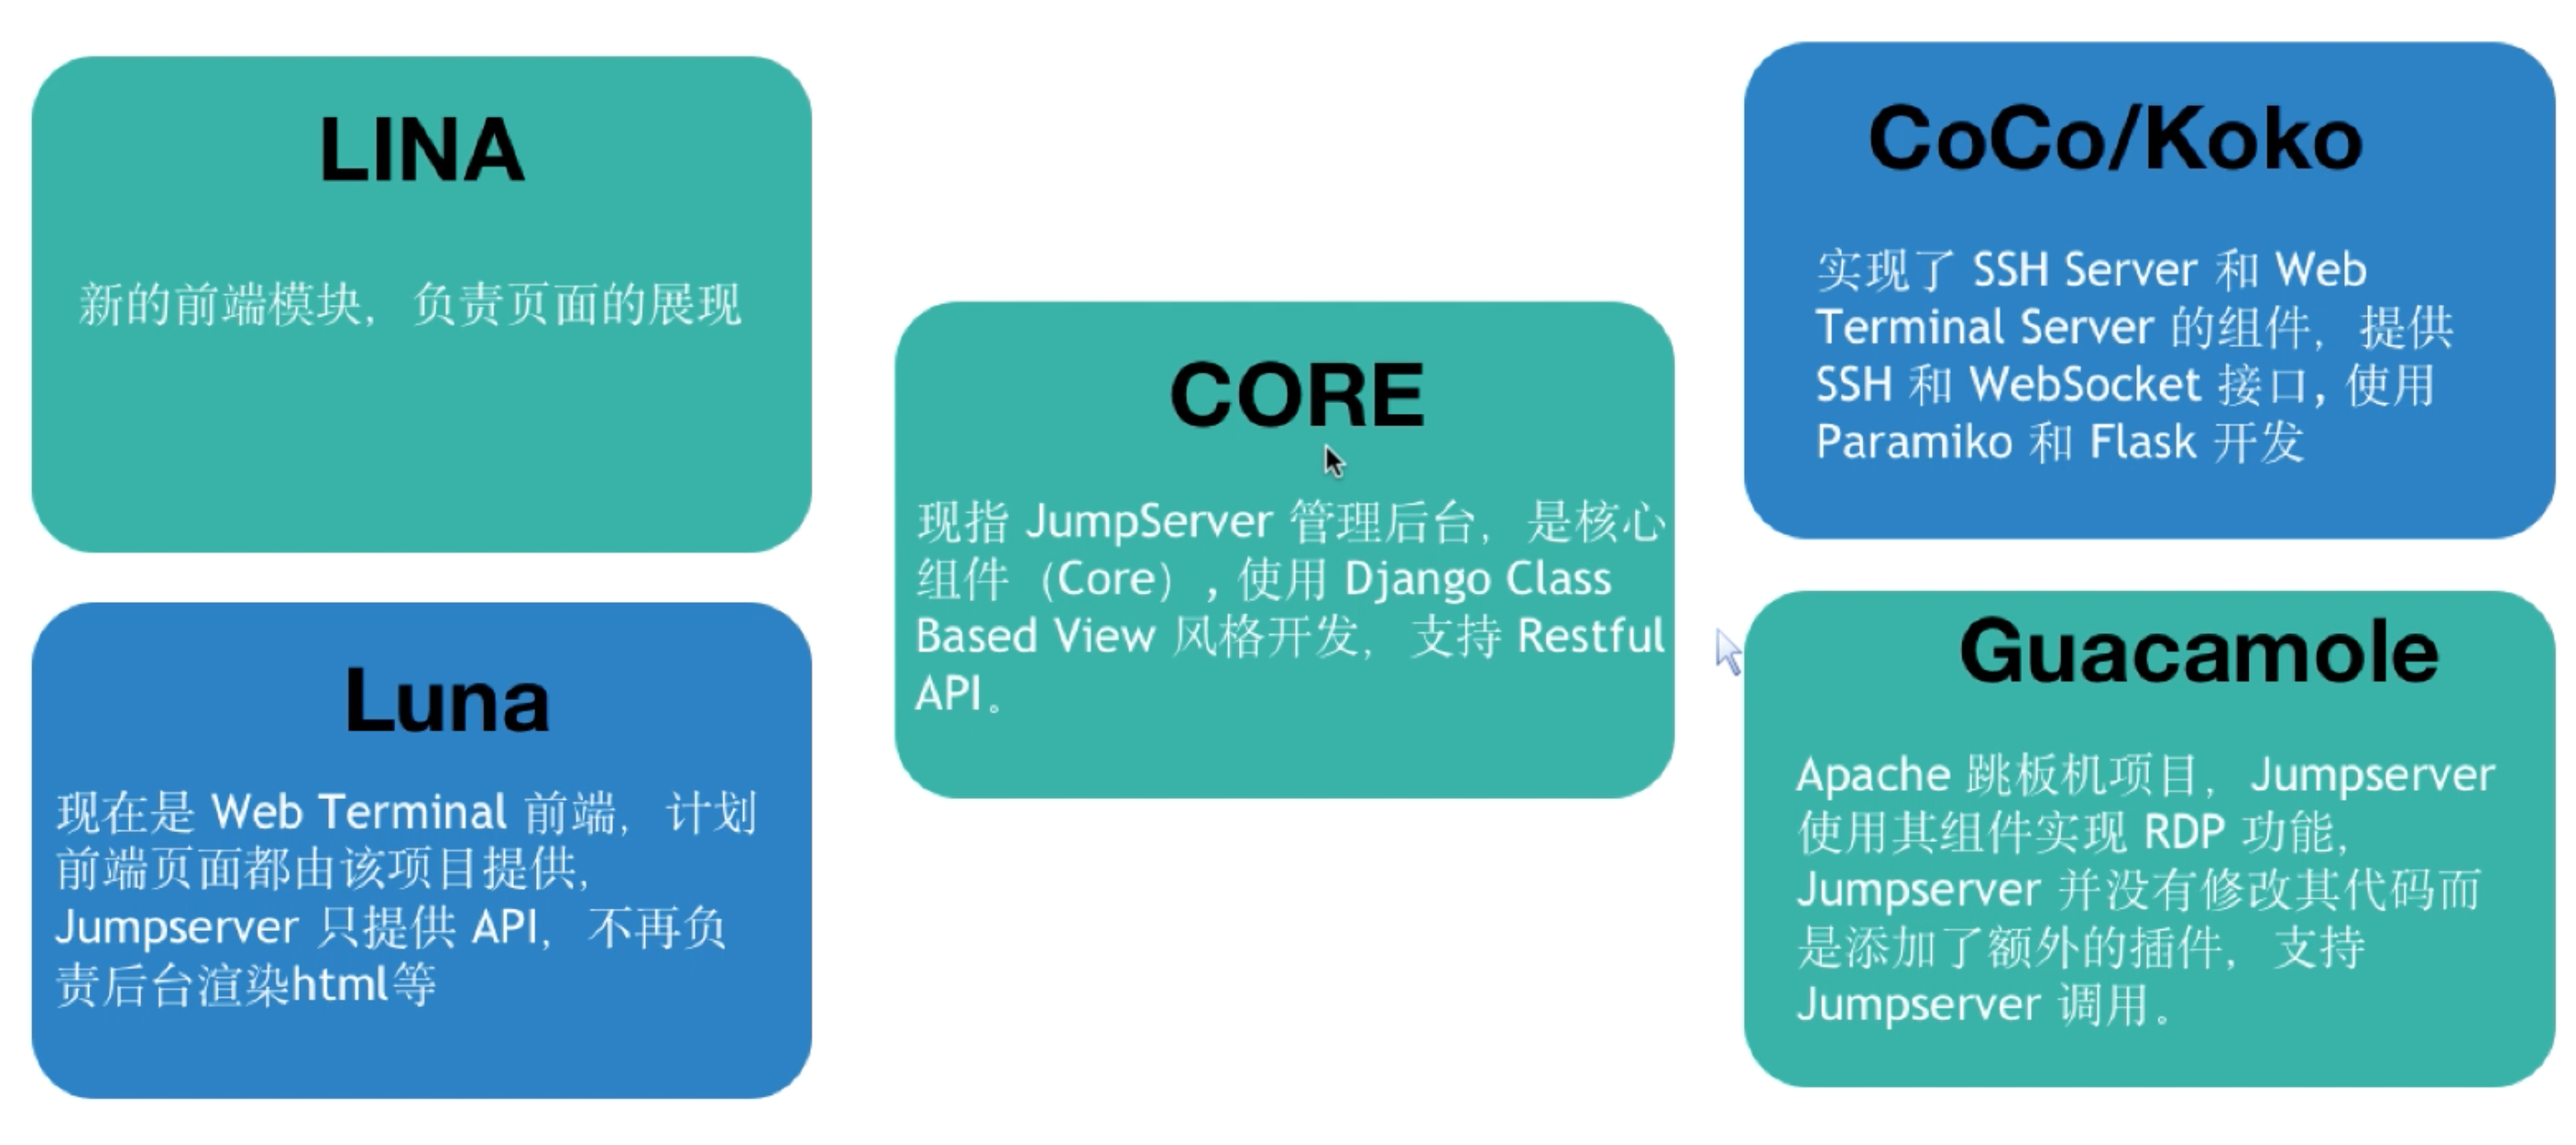 LINA
新的前端模块，负责页面的展现
Luna
现在是 Web Terminal 前端，计划
前端页面都由该项目提供，
Jumpserver 只提供 API，不再负
责后台渲染html等
CORE
现指 JumpServer 管理后台，是核心
组件（Core）, 使用 Django Class
Based View 风格开发，支持 Restful
API。
CoCo/Koko
实现了 SSH Server 和 Web
Terminal Server 的组件，提供
SSH 和 WebSocket 接口, 使用
Paramiko 和 Flask 开发
Guacamole
Apache 跳板机项目，Jumpserver
使用其组件实现 RDP 功能，
Jumpserver 并没有修改其代码而
是添加了额外的插件，支持
Jumpserver 调用。